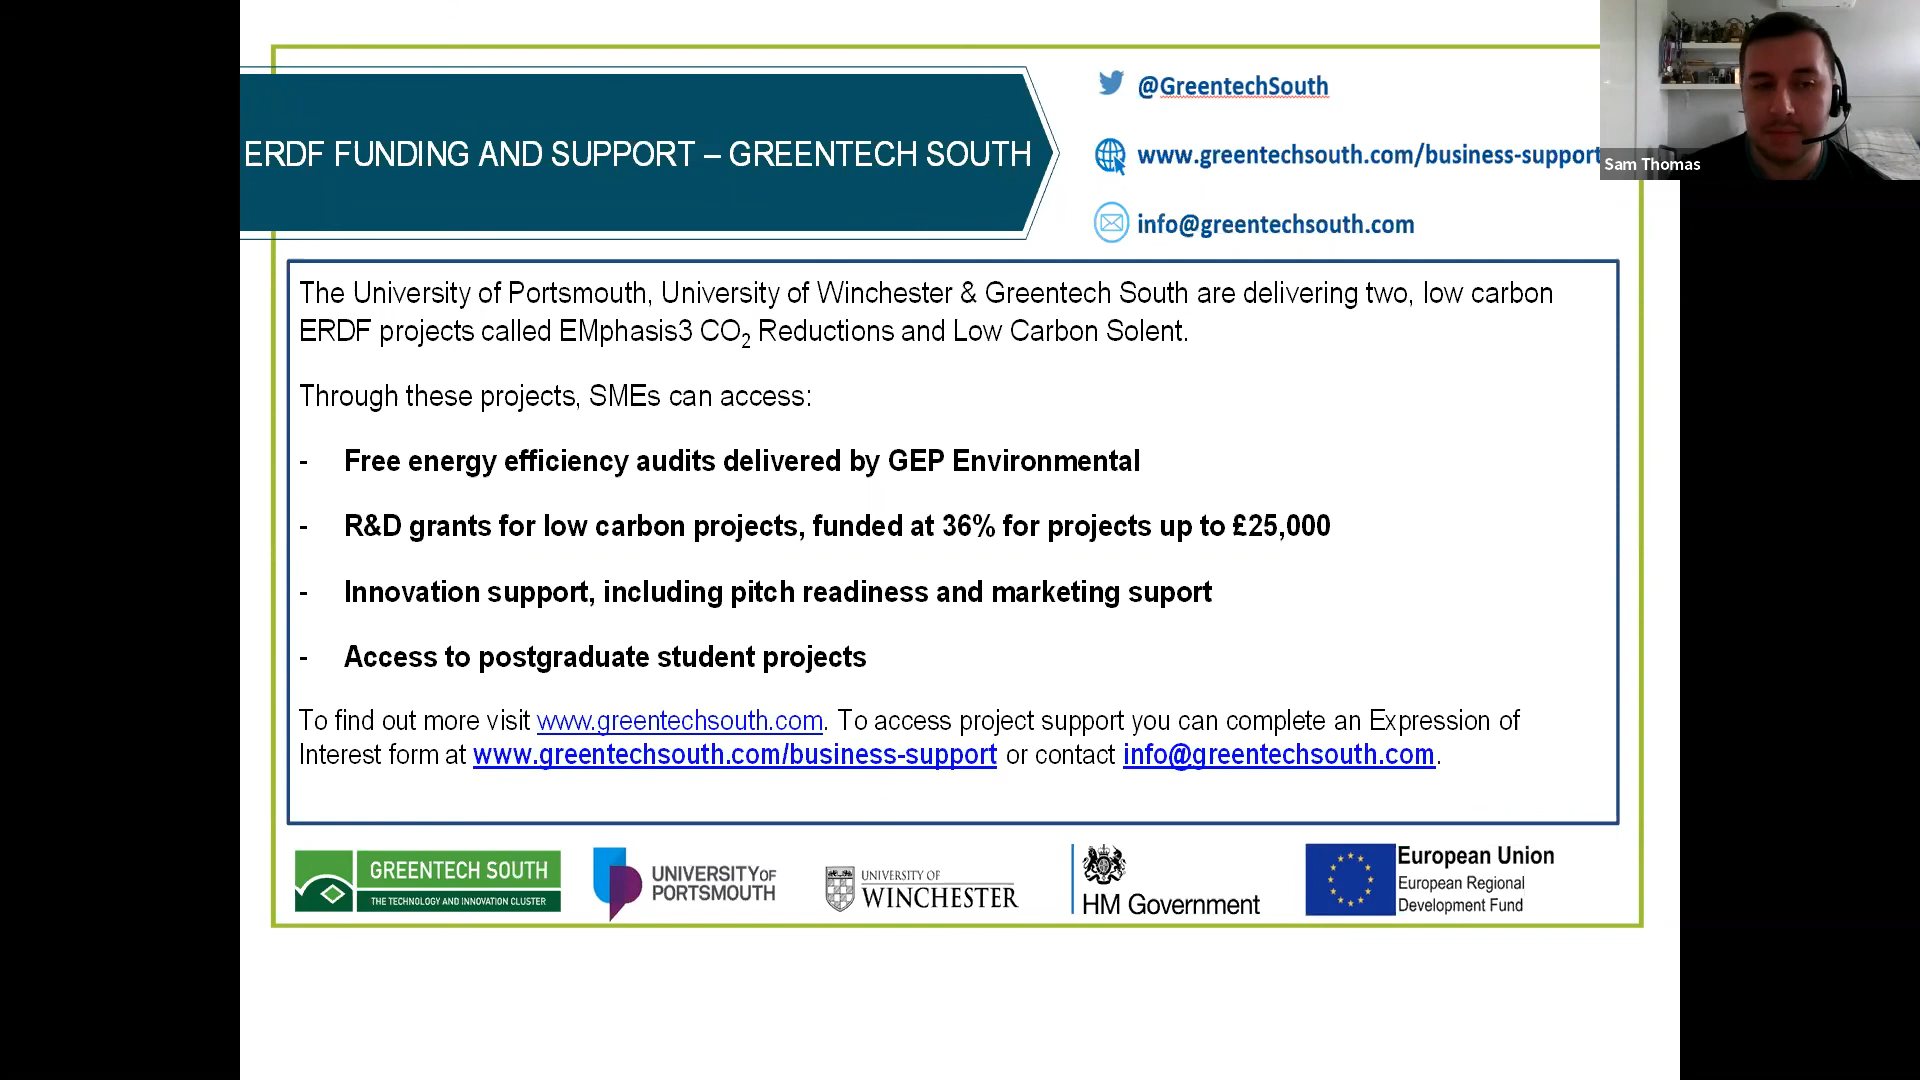 ERDF FUNDING AND SUPPORT – GREENTECH SOUTH
@GreentechSouth
www.greentechsouth.com/business-support
info@greentechsouth.com
Sam Thomas
The University of Portsmouth, University of Winchester & Greentech South are delivering two, low carbon
ERDF projects called EMphasis3 CO₂ Reductions and Low Carbon Solent.
Through these projects, SMEs can access:
- Free energy efficiency audits delivered by GEP Environmental
- R&D grants for low carbon projects, funded at 36% for projects up to £25,000
- Innovation support, including pitch readiness and marketing suport
- Access to postgraduate student projects
To find out more visit www.greentechsouth.com. To access project support you can complete an Expression of
Interest form at www.greentechsouth.com/business-support or contact info@greentechsouth.com.
GREENTECH SOUTH
THE TECHNOLOGY AND INNOVATION CLUSTER
UNIVERSITY OF
PORTSMOUTH
UNIVERSITY OF
WINCHESTER
HM Government
European Union
European Regional
Development Fund